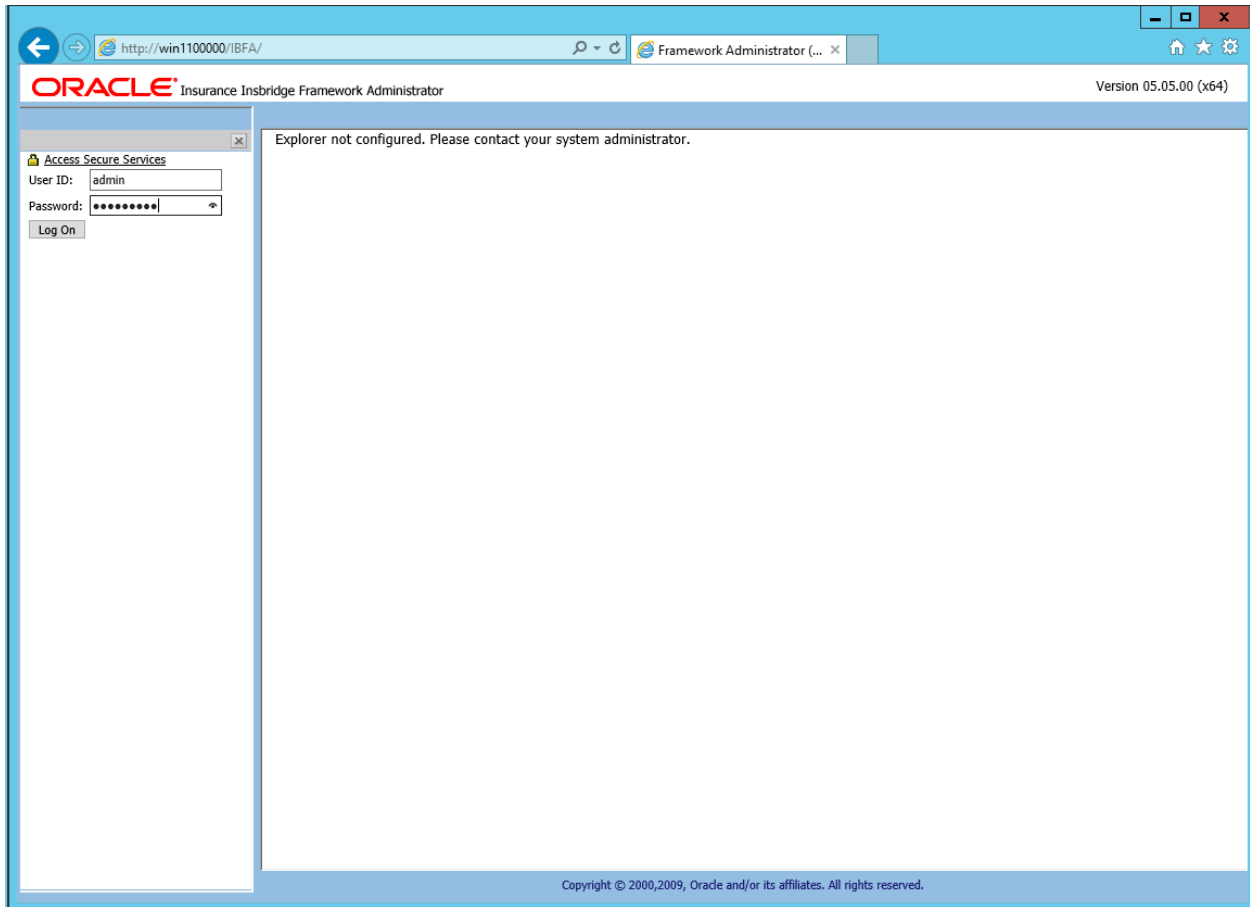 http://win1100000/IBFA/
Framework Administrator (...
ORACLE Insurance Insbridge Framework Administrator
Version 05.05.00 (x64)
Explorer not configured. Please contact your system administrator.
Access Secure Services
User ID: admin
Password: •••••••••
Log On
Copyright © 2000,2009, Oracle and/or its affiliates. All rights reserved.